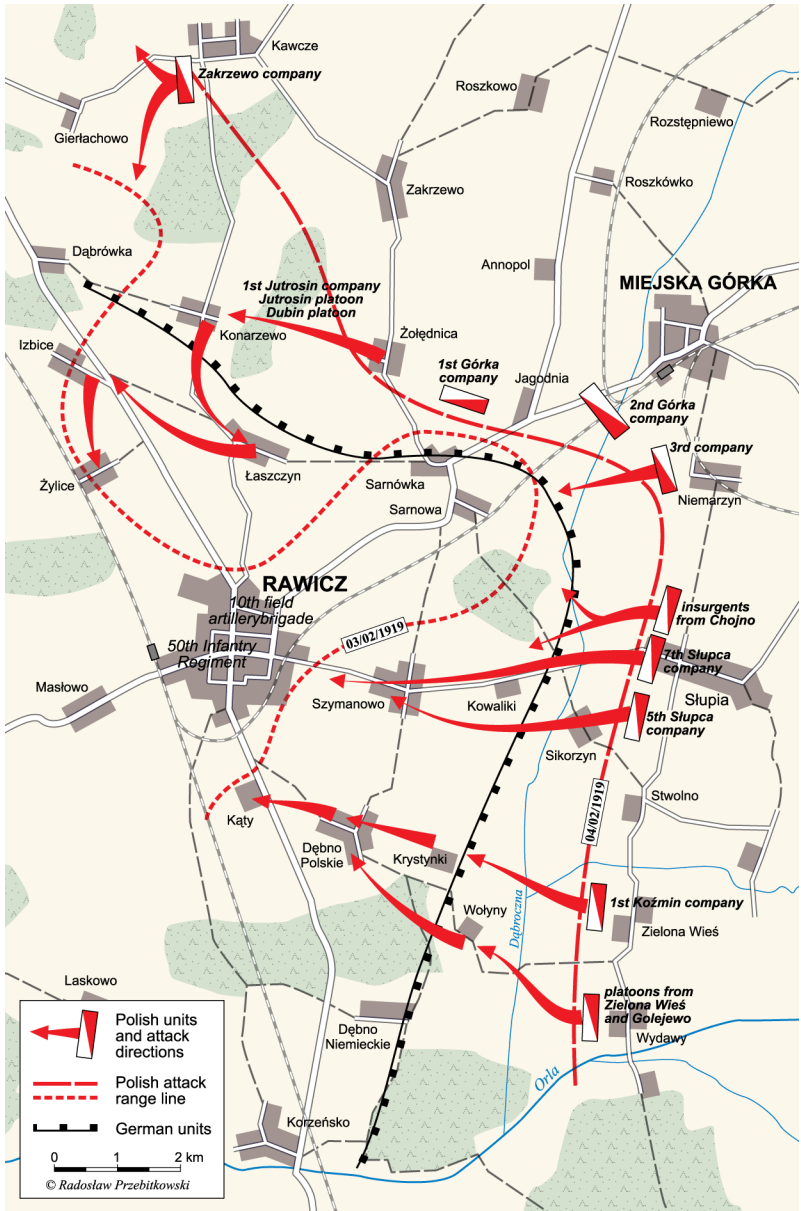 Kawcze
Zakrzewo company
Roszkowo
Rozstępniewo
Gierłachowo
Zakrzewo
Roszkówko
Dąbrówka
Annopol
MIEJSKA GÓRKA
1st Jutrosin company
Jutrosin platoon
Dubin platoon
Konarzewo
Żołędnica
Izbice
1st Górka
company
Jagodnia
2nd Górka
company
3rd company
Łaszczyn
Sarnówka
Żylice
Niemarzyn
Sarnowa
RAWICZ
10th field
artillerybrigade
03/02/1919
insurgents
from Chojno
50th Infantry
Regiment
7th Słupca
company
Masłowo
Szymanowo
Kowaliki
Słupia
5th Słupca
company
Sikorzyn
Stwolno
04/02/1919
Kąty
Dębno
Polskie
Krystynki
1st Koźmin company
Wołyny
Dąbroczna
Zielona Wieś
Laskowo
platoons from
Zielona Wieś
and Golejewo
Dębno
Niemieckie
Wydawy
Orla
Korzeńsko
Polish units
and attack
directions
Polish attack
range line
German units
0 1 2 km
© Radosław Przebitkowski